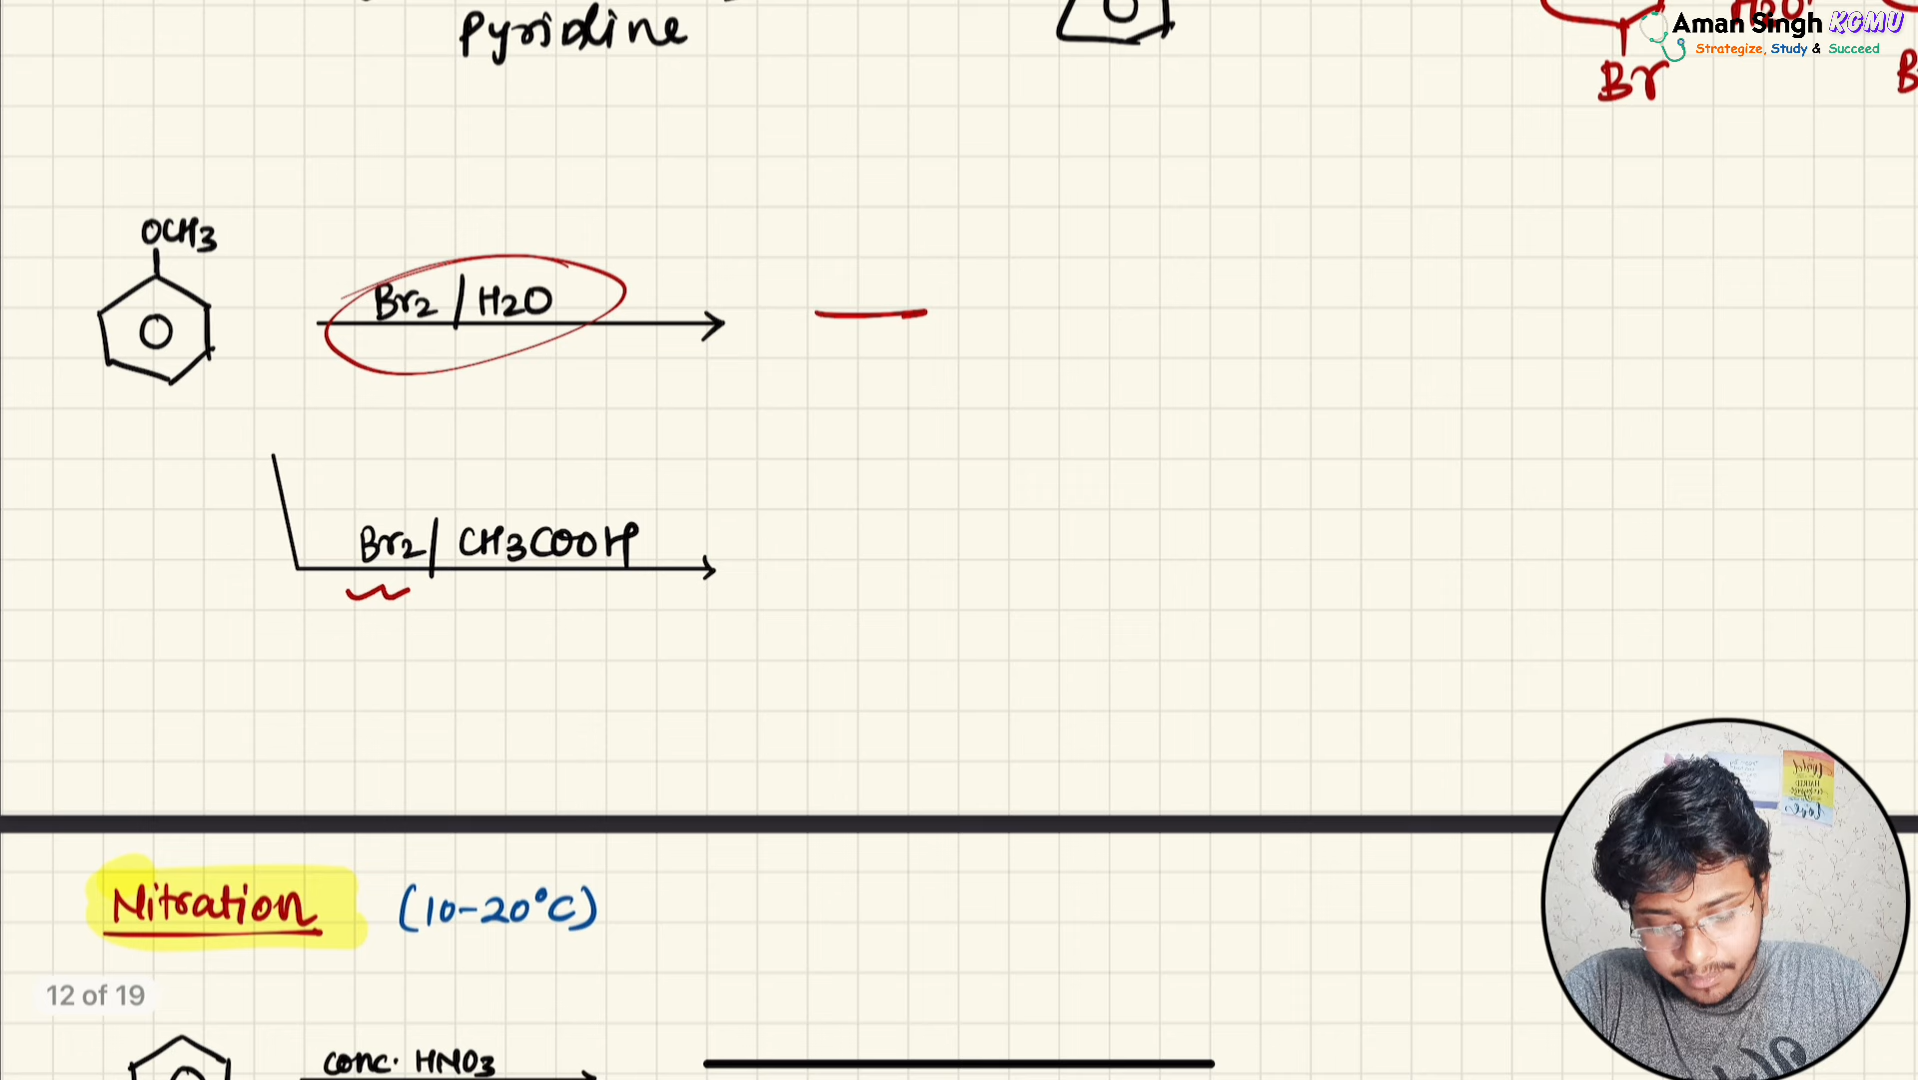 Pyridine
H2O
Aman Singh KGMU
Strategize, Study & Succeed
Br
B
OCH3
Br2 / H2O
Br2 / CH3COOH
Nitration (10-20°C)
12 of 19
conc. HNO3